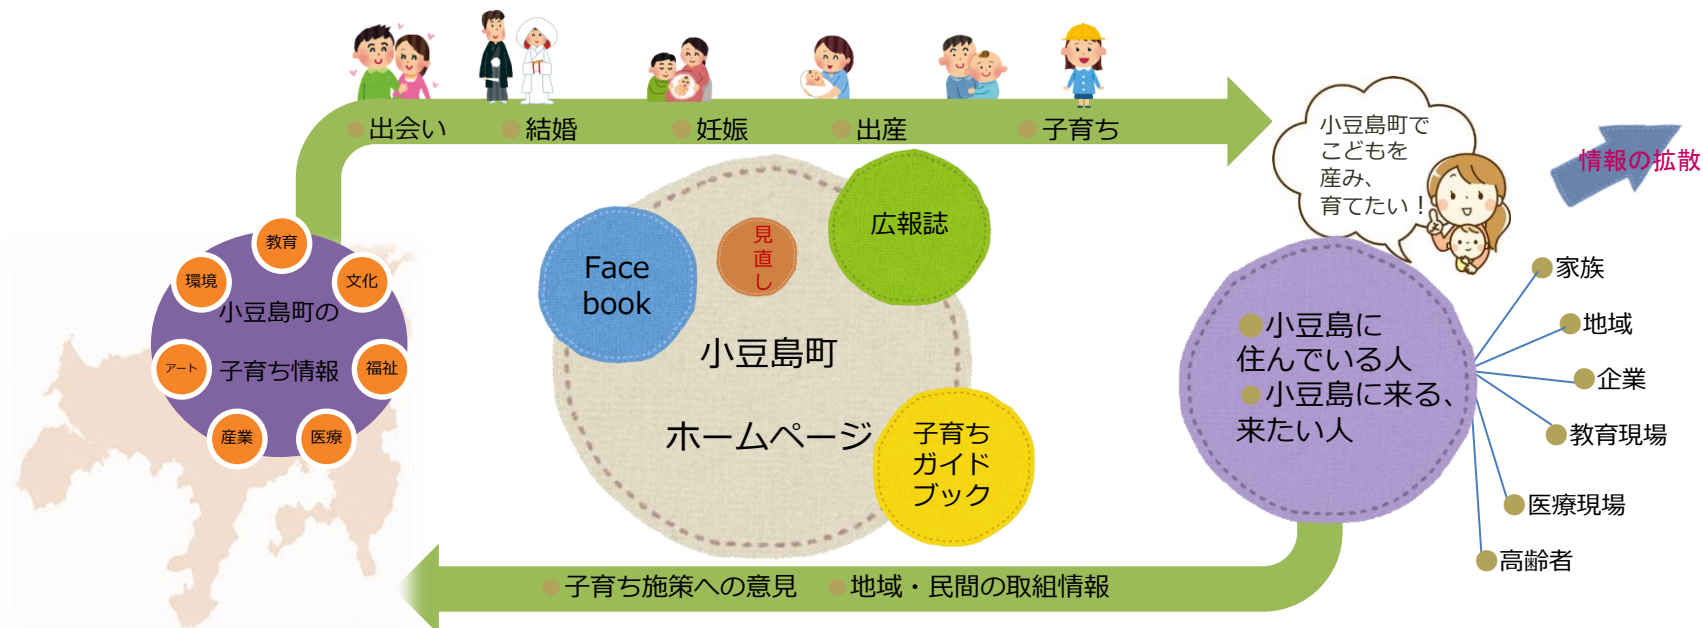 出会い
結婚
妊娠
出産
子育ち
小豆島町で
こどもを
産み、
育てたい！
情報の拡散
教育
環境
文化
小豆島町の
アート
子育ち情報
福祉
産業
医療
Face
book
見
直
し
広報誌
小豆島町
ホームページ
子育ち
ガイド
ブック
小豆島に
住んでいる人
小豆島に来る、
来たい人
家族
地域
企業
教育現場
医療現場
高齢者
子育ち施策への意見
地域・民間の取組情報